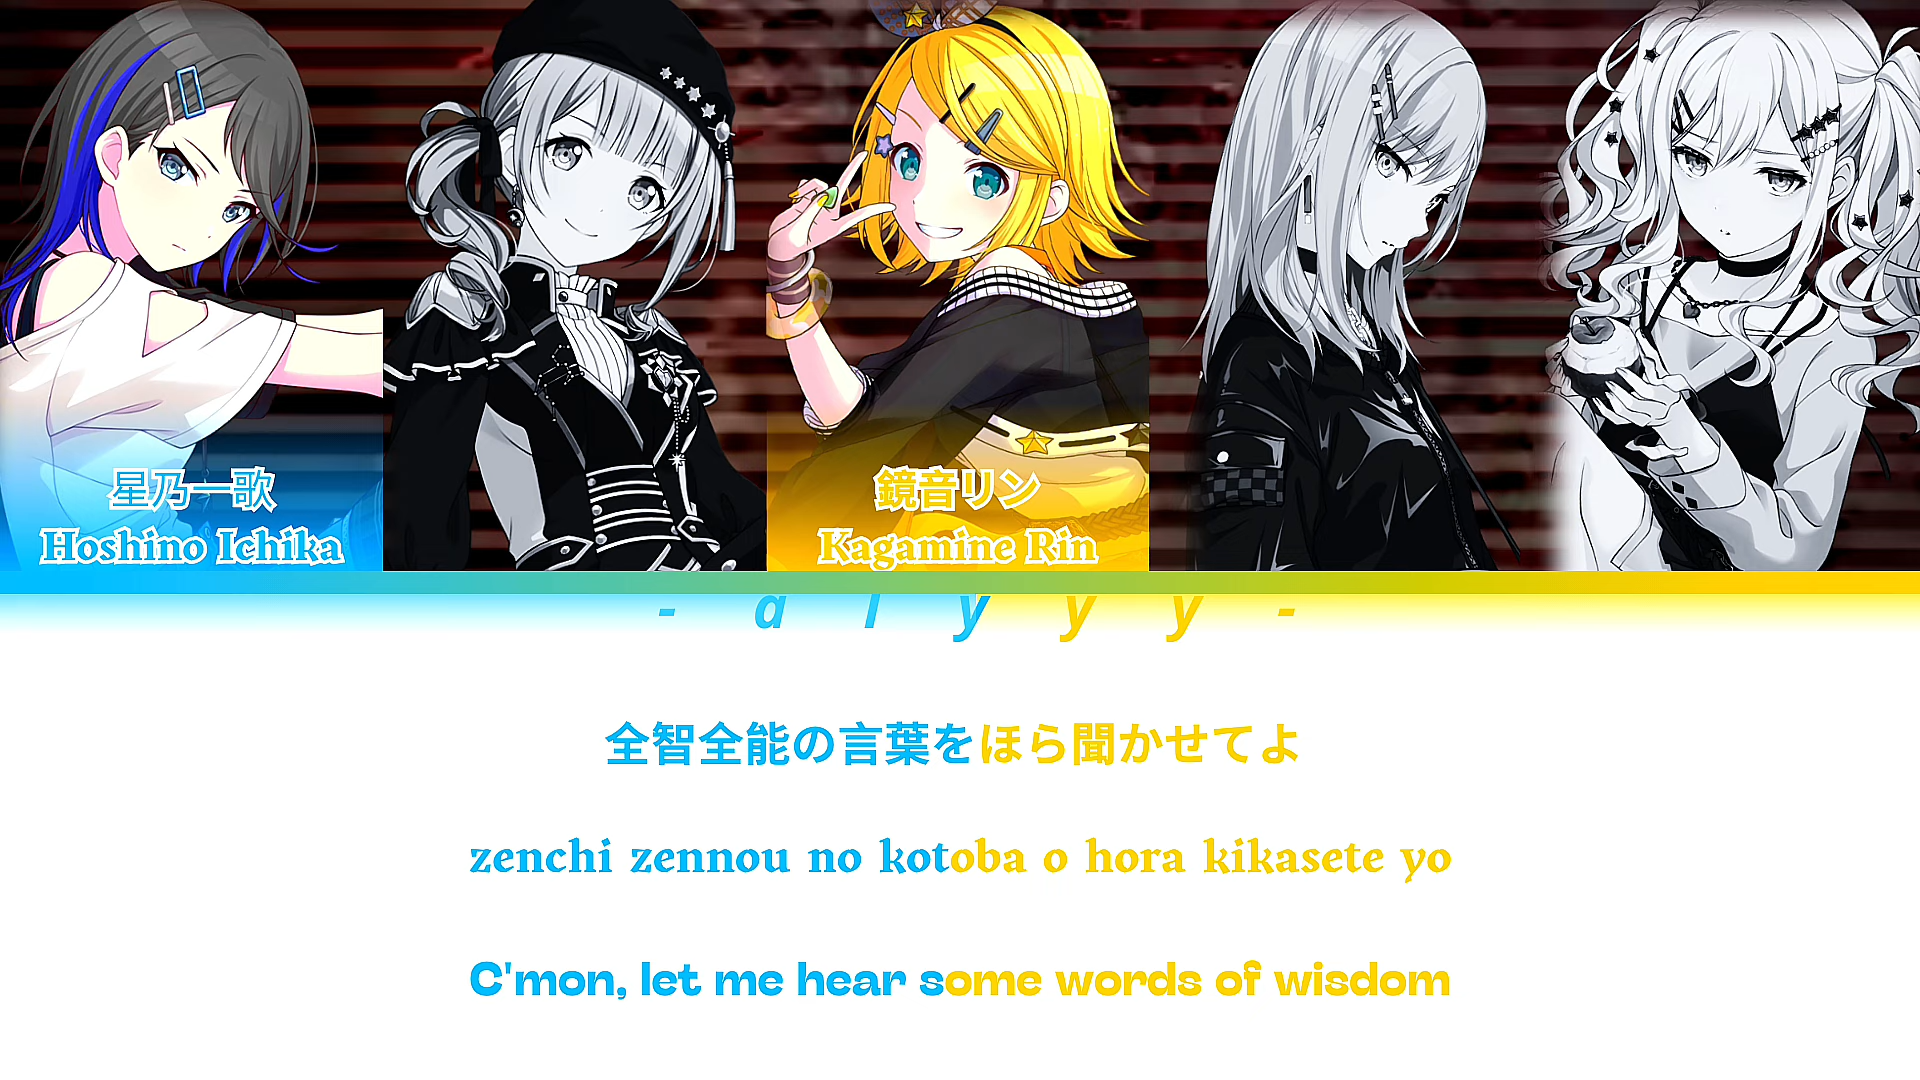 星乃一歌
Hoshino Ichika
鏡音リン
Kagamine Rin
- a l y y y -
全智全能の言葉をほら聞かせてよ
zenchi zennou no kotoba o hora kikasete yo
C'mon, let me hear some words of wisdom